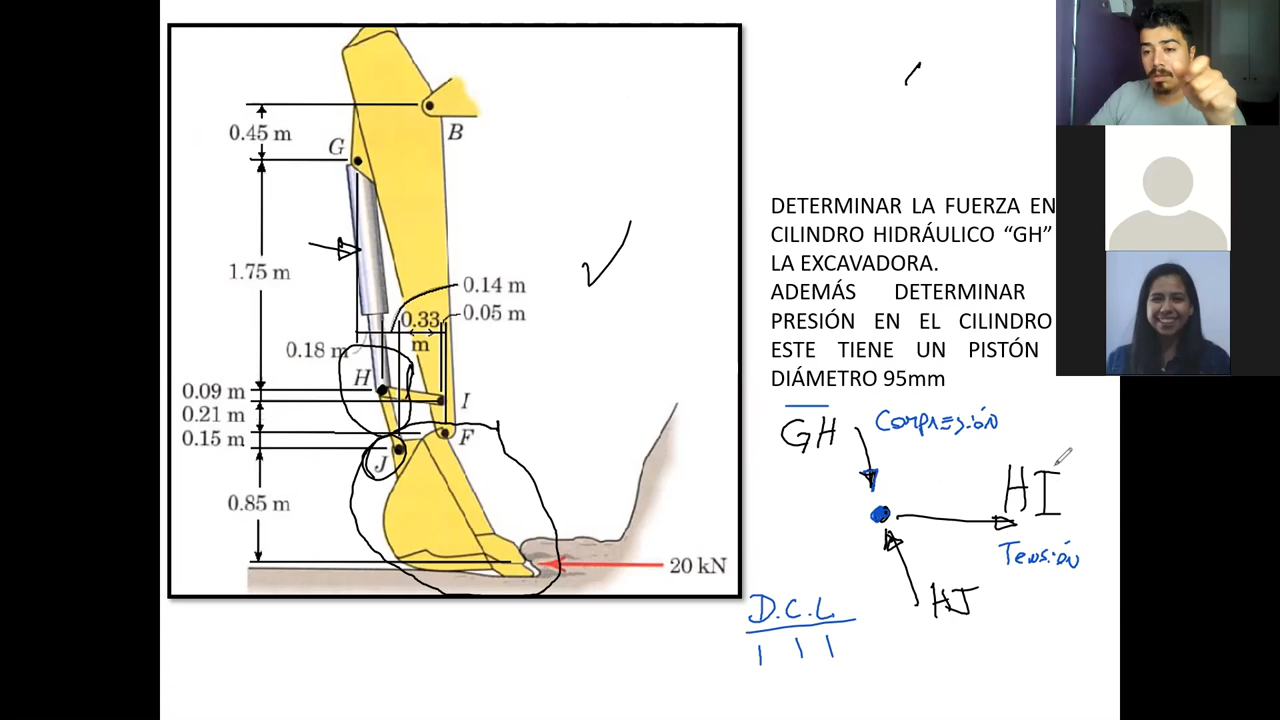 0.45 m
B
G
1.75 m
0.14 m
0.05 m
0.33
m
0.18 m
H
0.09 m
I
0.21 m
0.15 m
F
J
0.85 m
20 kN
DETERMINAR LA FUERZA EN
CILINDRO HIDRÁULICO “GH”
LA EXCAVADORA.
ADEMÁS DETERMINAR
PRESIÓN EN EL CILINDRO
ESTE TIENE UN PISTÓN
DIÁMETRO 95mm
GH
Compresión
HI
Tensión
HJ
D.C.L.